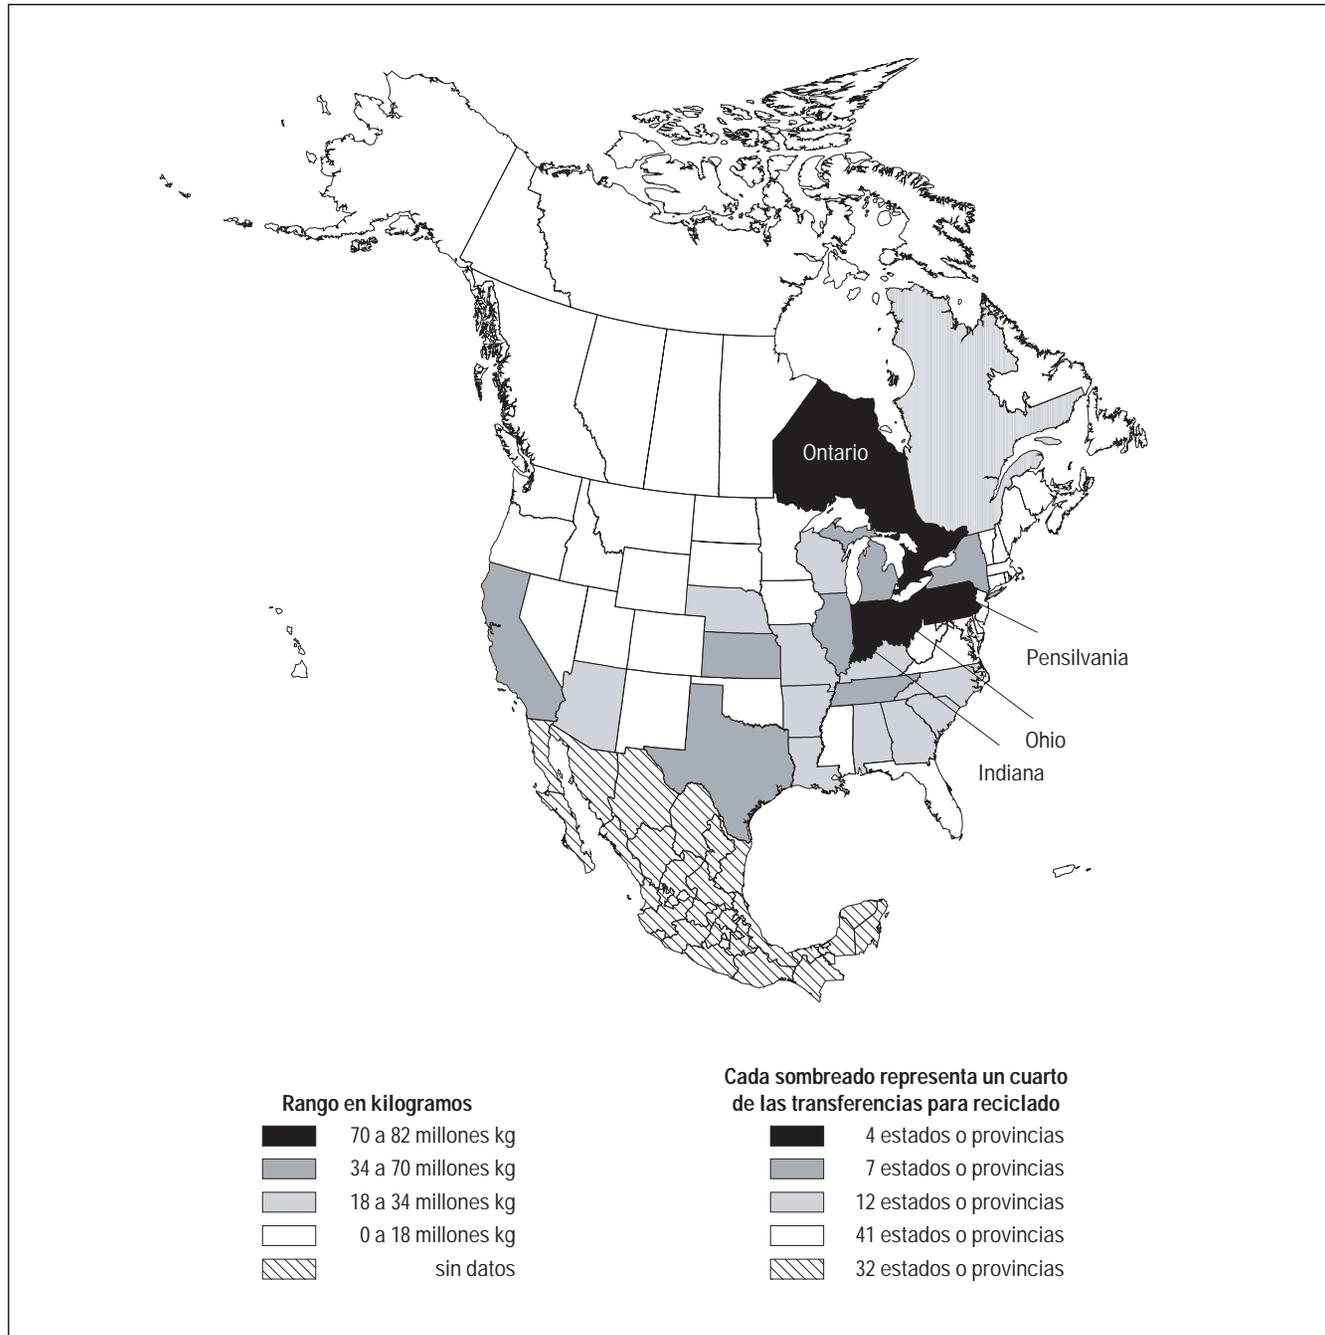 Ontario
Pensilvania
Ohio
Indiana
Rango en kilogramos
70 a 82 millones kg
34 a 70 millones kg
18 a 34 millones kg
0 a 18 millones kg
sin datos
Cada sombreado representa un cuarto
de las transferencias para reciclado
4 estados o provincias
7 estados o provincias
12 estados o provincias
41 estados o provincias
32 estados o provincias